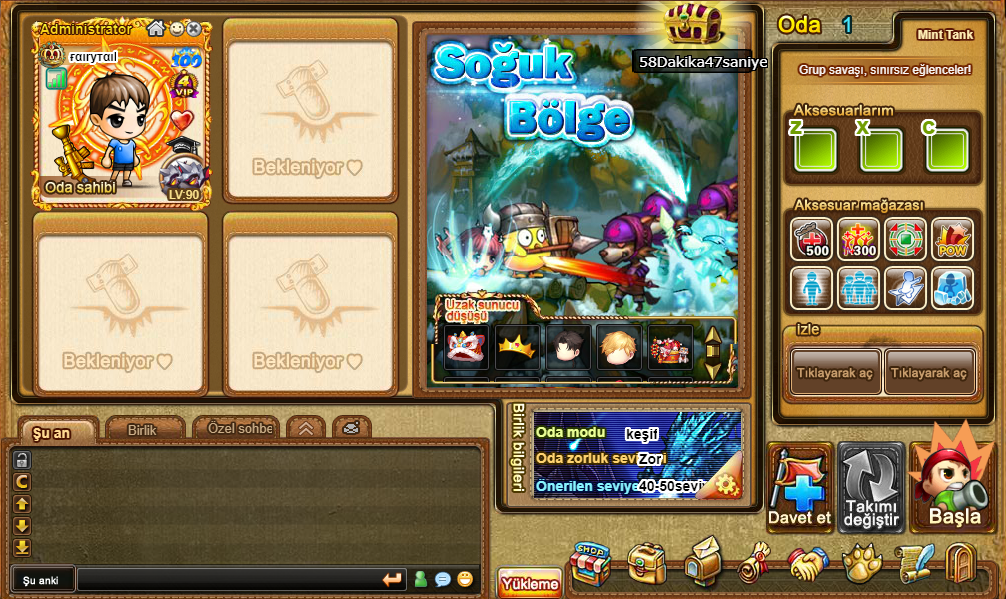 Administrator
ғαιryтαιl
100
4
VIP
Oda sahibi
LV:90
Bekleniyor
Bekleniyor
Bekleniyor
Soğuk
Bölge
58Dakika47saniye
Uzak sunucu
düşüşü
Oda 1
Mint Tank
Grup savaşı, sınırsız eğlenceler!
Aksesuarlarım
Z X C
Aksesuar mağazası
500
300
POW
İzle
Tıklayarak aç
Tıklayarak aç
Şu an
Birlik
Özel sohbe
Birlik bilgileri
Oda modu keşif
Oda zorluk sevi Zor
Önerilen seviye 40-50sevi
Davet et
Takımı
değiştir
Başla
Şu anki
Yükleme
SHOP